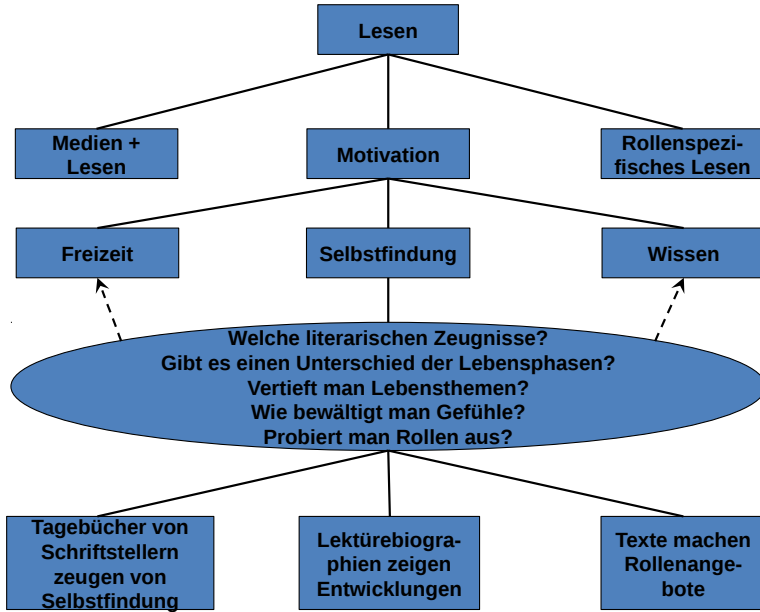 Lesen
Medien +
Lesen
Motivation
Rollenspezi-
fisches Lesen
Freizeit
Selbstfindung
Wissen
Welche literarischen Zeugnisse?
Gibt es einen Unterschied der Lebensphasen?
Vertieft man Lebensthemen?
Wie bewältigt man Gefühle?
Probiert man Rollen aus?
Tagebücher von
Schriftstellern
zeugen von
Selbstfindung
Lektürebiogra-
phien zeigen
Entwicklungen
Texte machen
Rollenange-
bote